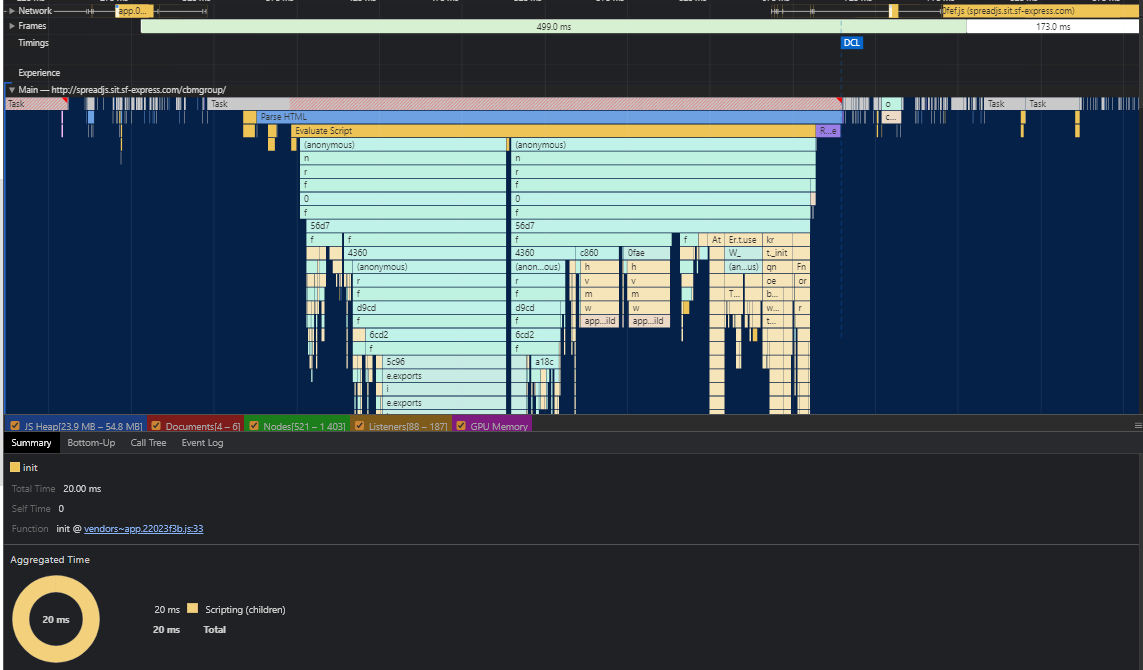 Network
app.0...
0fef.js (spreadjs.sit.sf-express.com)
Frames
499.0 ms
173.0 ms
Timings
DCL
Experience
Main — http://spreadjs.sit.sf-express.com/cbmgroup/
Task Task o Task Task
Parse HTML c...
Evaluate Script R...e
(anonymous) (anonymous)
n n
r r
f f
0 0
f f
56d7 56d7
f f f f At Er.t.use kr
4360 4360 c860 0fae W_ t._init
(anonymous) (anon...ous) h h (an...us) qn Fn
r r v v oe or
f f m m T... b...
d9cd d9cd w w w... r
f f app...ild app...ild t...
6cd2 6cd2
f f
5c96 a18c
e.exports
i
e.exports
JS Heap[23.9 MB – 54.8 MB] Documents[4 – 6] Nodes[521 – 1 403] Listeners[88 – 187] GPU Memory
Summary Bottom-Up Call Tree Event Log
init
Total Time 20.00 ms
Self Time 0
Function init @ vendors~app.22023f3b.js:33
Aggregated Time
20 ms
20 ms Scripting (children)
20 ms Total